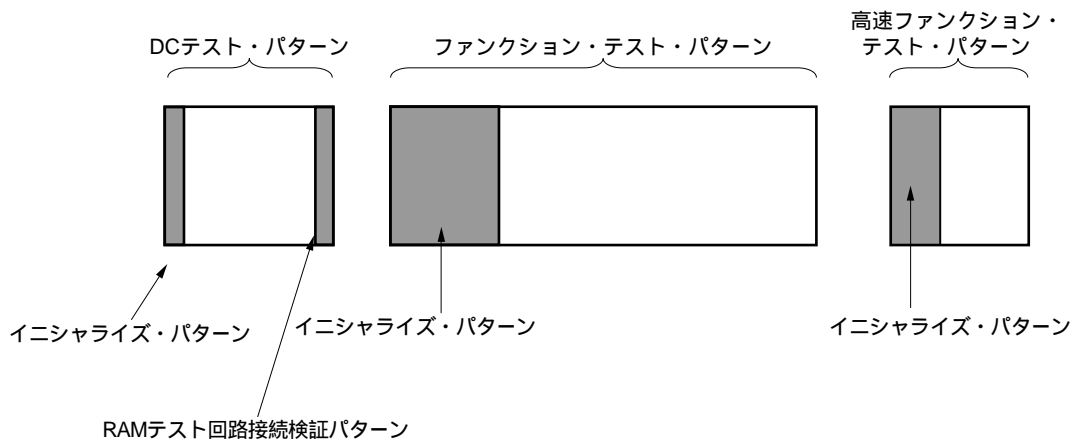 DCテスト・パターン
ファンクション・テスト・パターン
高速ファンクション・
テスト・パターン
イニシャライズ・パターン
イニシャライズ・パターン
イニシャライズ・パターン
RAMテスト回路接続検証パターン